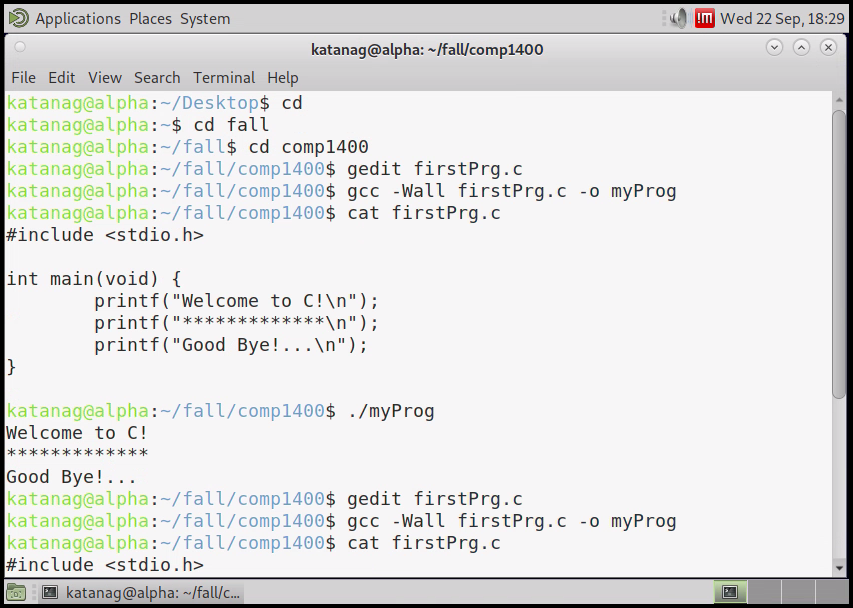 Applications Places System
!m Wed 22 Sep, 18:29
katanag@alpha: ~/fall/comp1400
File Edit View Search Terminal Help
katanag@alpha:~/Desktop$ cd
katanag@alpha:~$ cd fall
katanag@alpha:~/fall$ cd comp1400
katanag@alpha:~/fall/comp1400$ gedit firstPrg.c
katanag@alpha:~/fall/comp1400$ gcc -Wall firstPrg.c -o myProg
katanag@alpha:~/fall/comp1400$ cat firstPrg.c
#include <stdio.h>

int main(void) {
        printf("Welcome to C!\n");
        printf("*************\n");
        printf("Good Bye!...\n");
}

katanag@alpha:~/fall/comp1400$ ./myProg
Welcome to C!
*************
Good Bye!...
katanag@alpha:~/fall/comp1400$ gedit firstPrg.c
katanag@alpha:~/fall/comp1400$ gcc -Wall firstPrg.c -o myProg
katanag@alpha:~/fall/comp1400$ cat firstPrg.c
#include <stdio.h>
katanag@alpha: ~/fall/c...